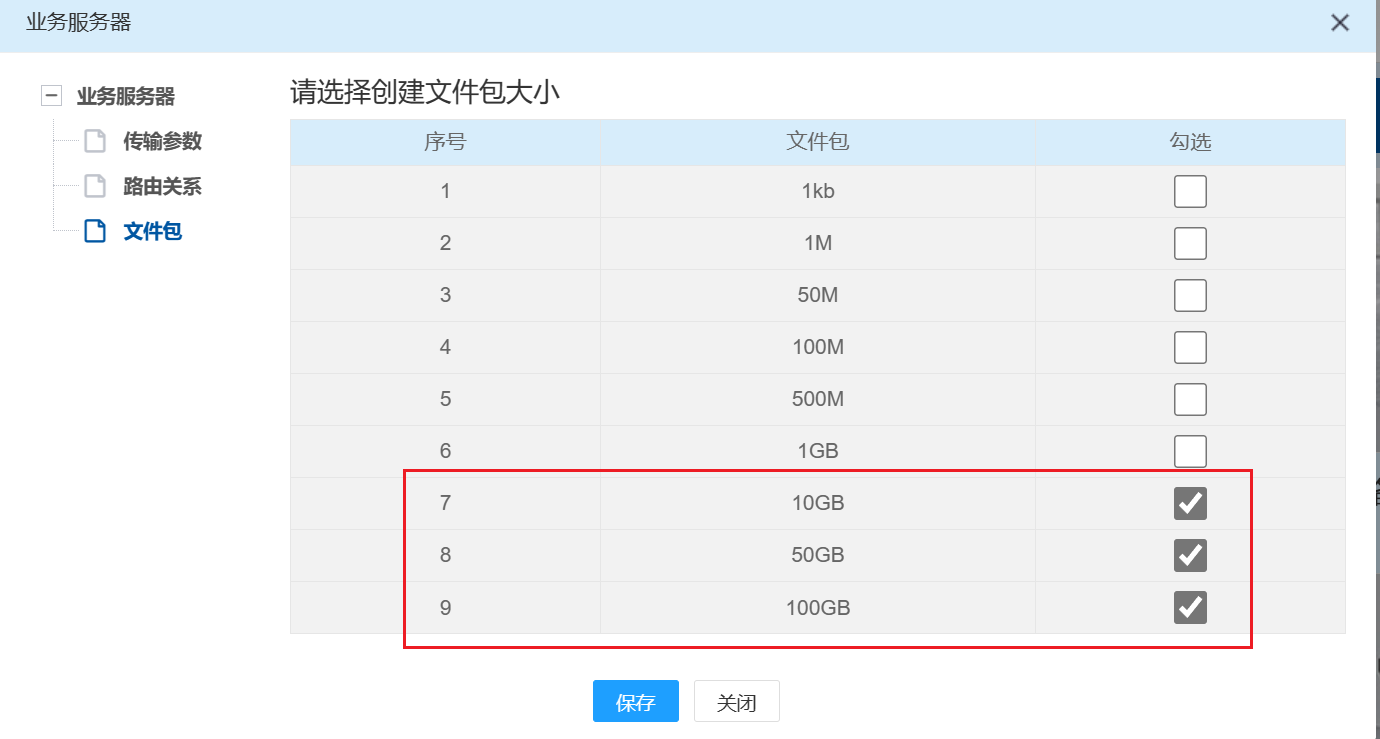 业务服务器
业务服务器
传输参数
路由关系
文件包
请选择创建文件包大小
序号 文件包 勾选
1 1kb
2 1M
3 50M
4 100M
5 500M
6 1GB
7 10GB
8 50GB
9 100GB
保存 关闭